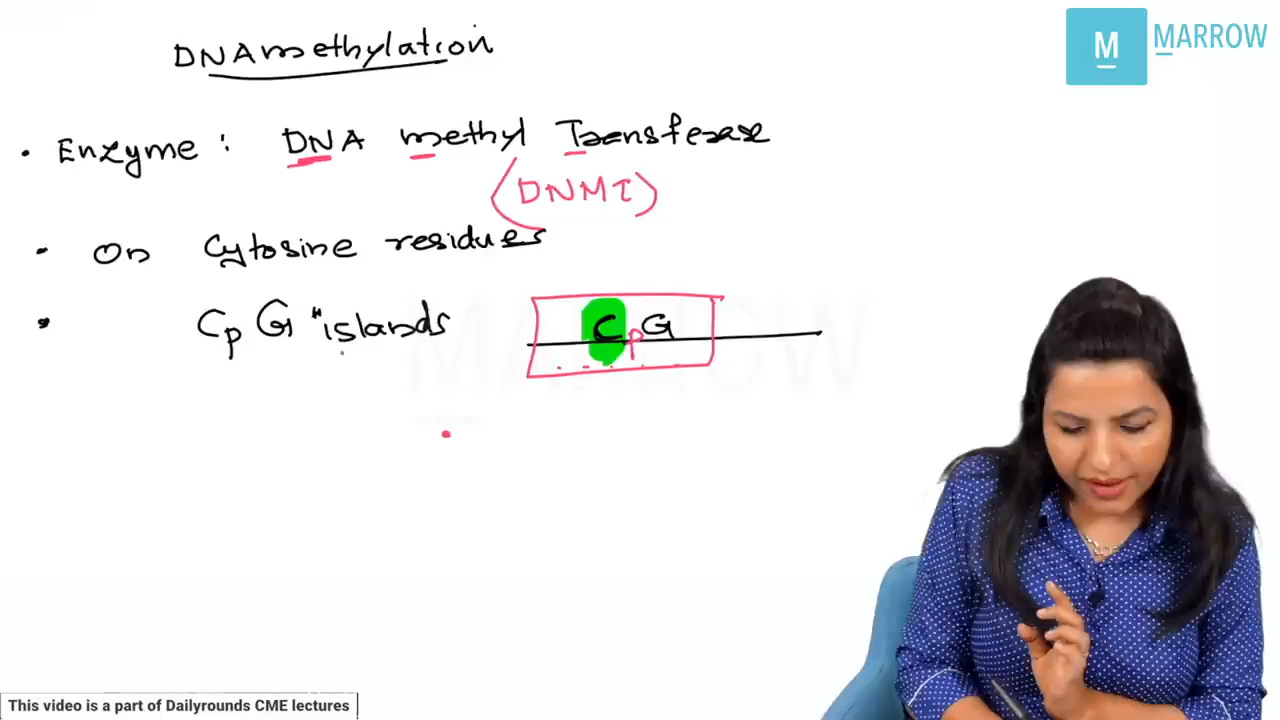 DNA methylation
M MARROW
• Enzyme : DNA methyl Transferase
(DNMT)
• On Cytosine residues
• CpG "islands
CpG
MARROW
This video is a part of Dailyrounds CME lectures